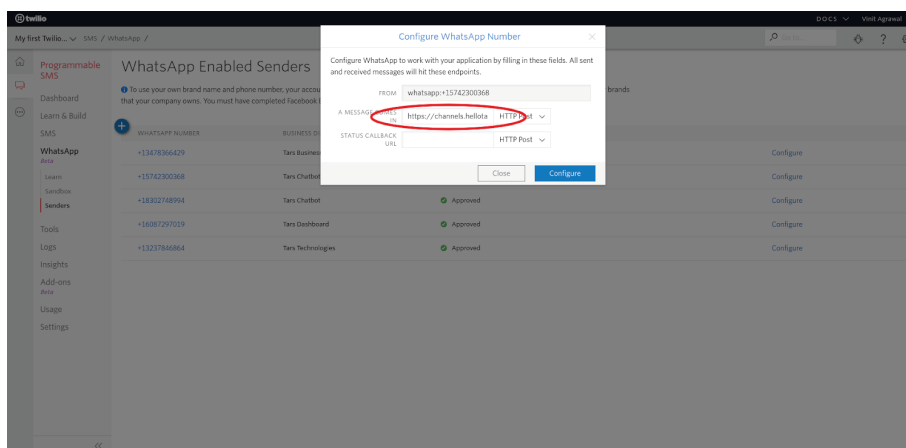 twilio
DOCS
Vinit Agrawal
My first Twilio... SMS / WhatsApp /
Go to...
Programmable SMS
Dashboard
Learn & Build
SMS
WhatsApp
Beta
Learn
Sandbox
Senders
Tools
Logs
Insights
Add-ons
Beta
Usage
Settings
WhatsApp Enabled Senders
To use your own brand name and phone number, your accou
brands
that your company owns. You must have completed Facebook
WHATSAPP NUMBER BUSINESS DI
+13478366429 Tars Busines Configure
+15742300368 Tars Chatbot Configure
+18302748994 Tars Chatbot Approved Configure
+16087297019 Tars Dashboard Approved Configure
+13237846864 Tars Technologies Approved Configure
Configure WhatsApp Number
Configure WhatsApp to work with your application by filling in these fields. All sent
and received messages will hit these endpoints.
FROM whatsapp:+15742300368
A MESSAGE COMES IN https://channels.hellota HTTP Post
STATUS CALLBACK URL HTTP Post
Close Configure